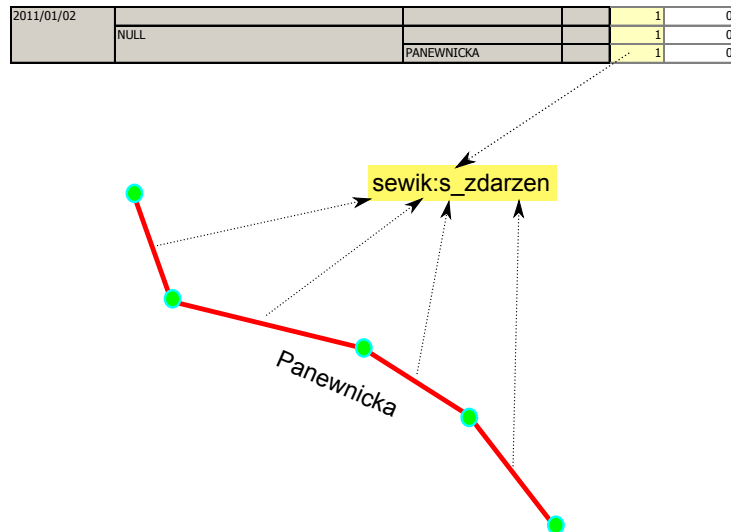 2011/01/02 1 0
NULL 1 0
PANEWNICKA 1 0
sewik:s_zdarzen
Panewnicka